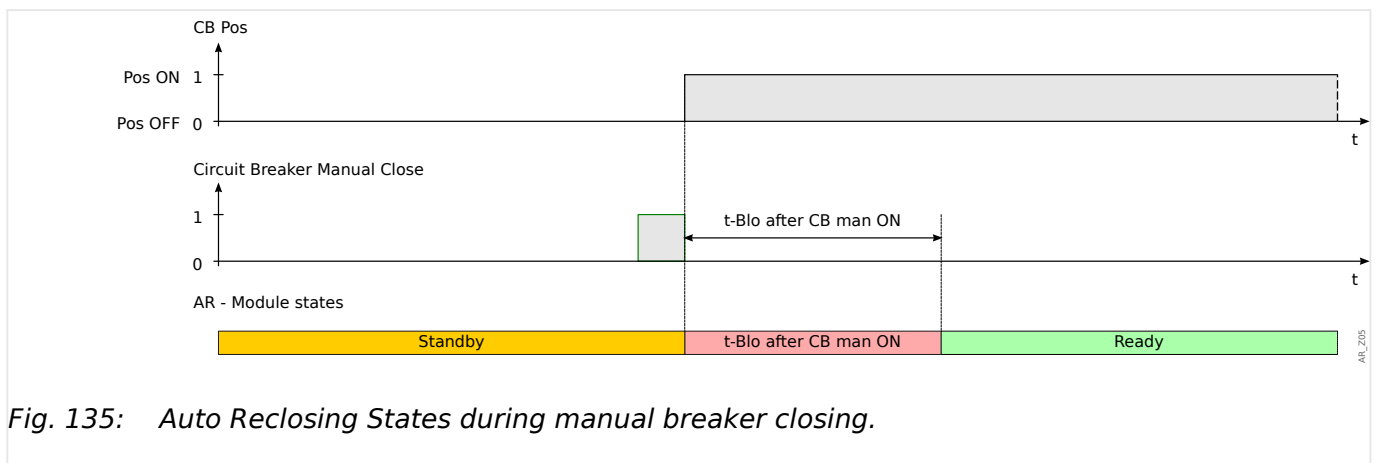 CB Pos
Pos ON 1
Pos OFF 0
t
Circuit Breaker Manual Close
1
t-Blo after CB man ON
0
t
AR - Module states
Standby t-Blo after CB man ON Ready
AR_Z05
Fig. 135: Auto Reclosing States during manual breaker closing.